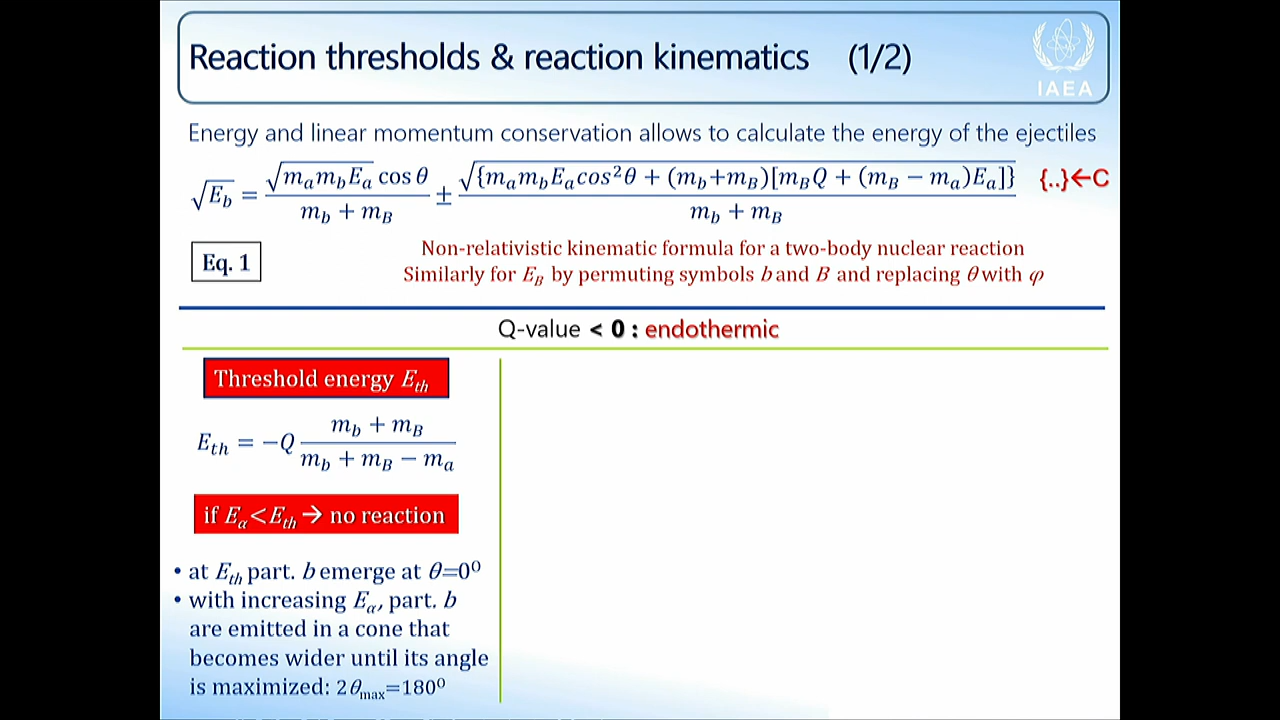 Reaction thresholds & reaction kinematics (1/2)
IAEA
Energy and linear momentum conservation allows to calculate the energy of the ejectiles
√E_b = √(m_a m_b E_a) cos θ / (m_b + m_B) ± √{m_a m_b E_a cos²θ + (m_b+m_B)[m_B Q + (m_B − m_a)E_a]} / (m_b + m_B) {..}←C
Eq. 1
Non-relativistic kinematic formula for a two-body nuclear reaction
Similarly for E_B by permuting symbols b and B and replacing θ with φ
Q-value < 0 : endothermic
Threshold energy E_th
E_th = −Q (m_b + m_B) / (m_b + m_B − m_a)
if E_α < E_th → no reaction
• at E_th part. b emerge at θ=0⁰
• with increasing E_α, part. b
are emitted in a cone that
becomes wider until its angle
is maximized: 2θ_max=180⁰